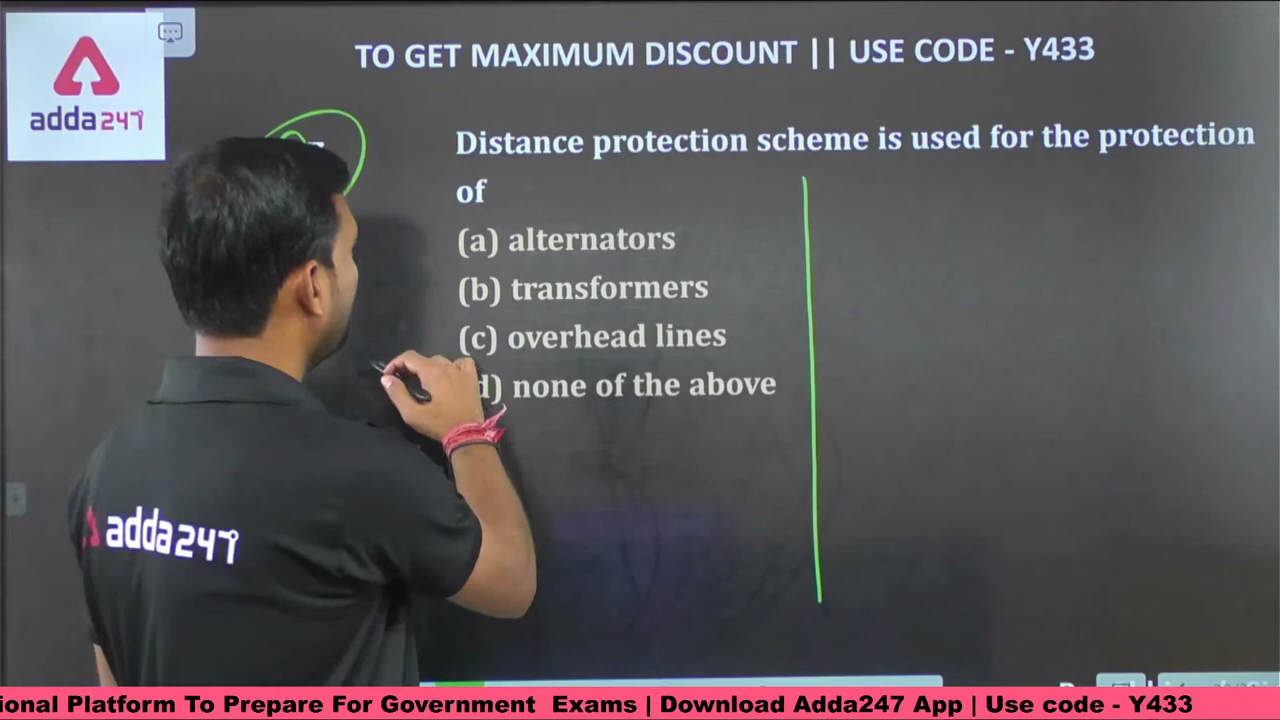 TO GET MAXIMUM DISCOUNT || USE CODE - Y433
adda247
Distance protection scheme is used for the protection
of
(a) alternators
(b) transformers
(c) overhead lines
d) none of the above
adda247
ional Platform To Prepare For Government Exams | Download Adda247 App | Use code - Y433